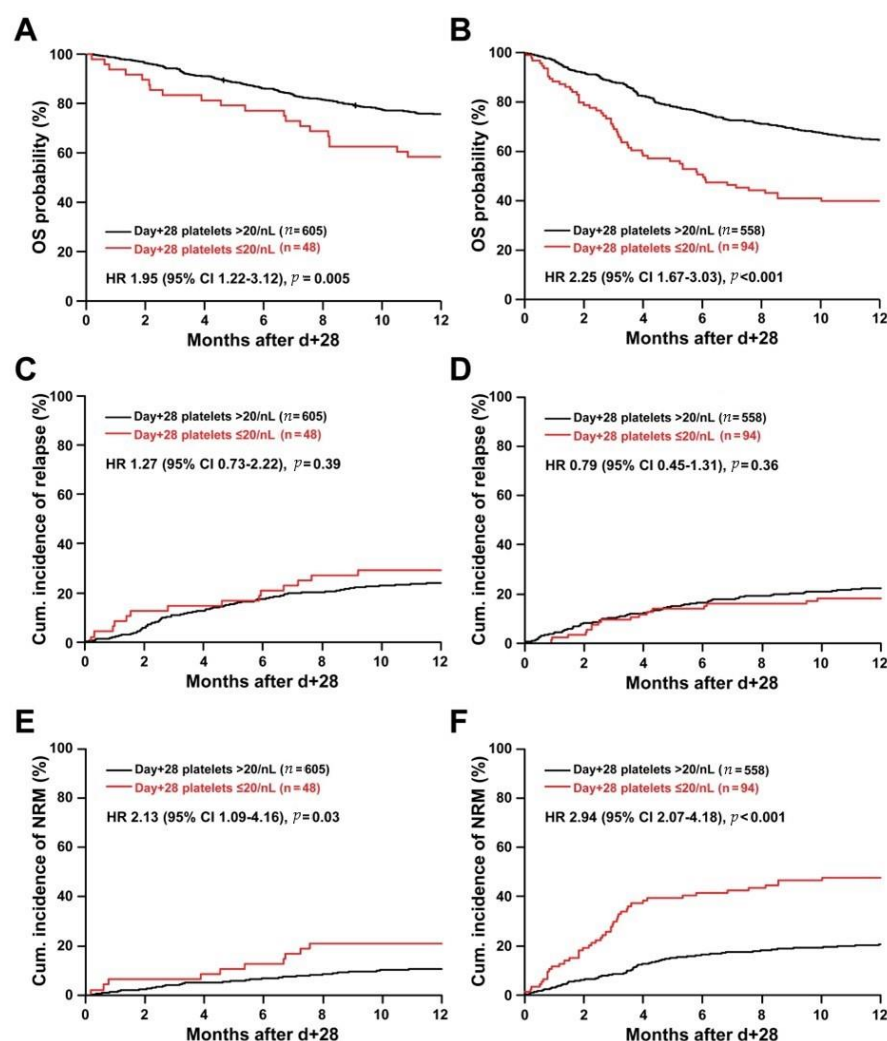 A
OS probability (%)
100
80
60
40
20
0
Day+28 platelets >20/nL (n=605)
Day+28 platelets ≤20/nL (n=48)
HR 1.95 (95% CI 1.22-3.12), p=0.005
0 2 4 6 8 10 12
Months after d+28
B
OS probability (%)
100
80
60
40
20
0
Day+28 platelets >20/nL (n=558)
Day+28 platelets ≤20/nL (n=94)
HR 2.25 (95% CI 1.67-3.03), p<0.001
0 2 4 6 8 10 12
Months after d+28
C
Cum. incidence of relapse (%)
100
80
60
40
20
0
Day+28 platelets >20/nL (n=605)
Day+28 platelets ≤20/nL (n=48)
HR 1.27 (95% CI 0.73-2.22), p=0.39
0 2 4 6 8 10 12
Months after d+28
D
Cum. incidence of relapse (%)
100
80
60
40
20
0
Day+28 platelets >20/nL (n=558)
Day+28 platelets ≤20/nL (n=94)
HR 0.79 (95% CI 0.45-1.31), p=0.36
0 2 4 6 8 10 12
Months after d+28
E
Cum. incidence of NRM (%)
100
80
60
40
20
0
Day+28 platelets >20/nL (n=605)
Day+28 platelets ≤20/nL (n=48)
HR 2.13 (95% CI 1.09-4.16), p=0.03
0 2 4 6 8 10 12
Months after d+28
F
Cum. incidence of NRM (%)
100
80
60
40
20
0
Day+28 platelets >20/nL (n=558)
Day+28 platelets ≤20/nL (n=94)
HR 2.94 (95% CI 2.07-4.18), p<0.001
0 2 4 6 8 10 12
Months after d+28